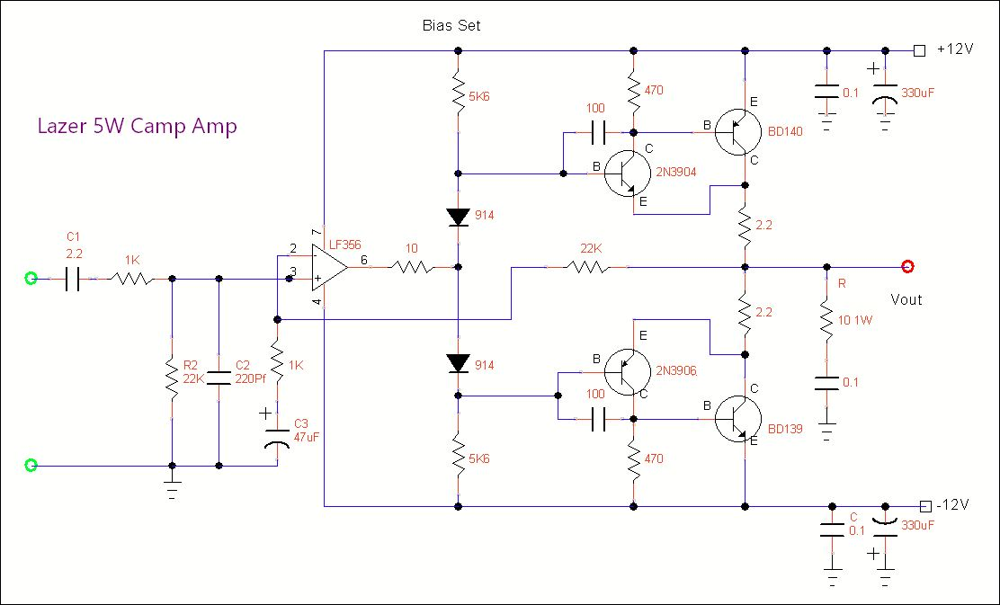 Bias Set
+12V
+
5K6
470
0.1
330uF
Lazer 5W Camp Amp
100
E
B
BD140
C
C
B
2N3904
E
914
2.2
7
LF356
C1
2.2
1K
2
-
3
+
6
4
10
22K
R
Vout
10 1W
2.2
E
914
B
2N3906
C
100
R2
22K
C2
220Pf
1K
+
C3
47uF
0.1
C
B
BD139
E
5K6
470
-12V
C
0.1
330uF
+